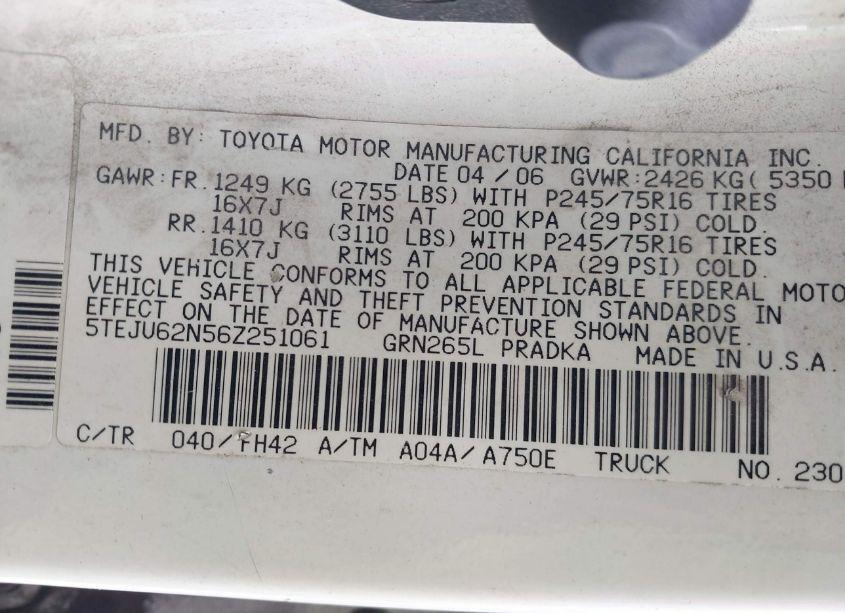 MFD. BY: TOYOTA MOTOR MANUFACTURING CALIFORNIA INC.
DATE 04 / 06 GVWR:2426 KG( 5350
GAWR:FR.1249 KG (2755 LBS) WITH P245/75R16 TIRES
16X7J RIMS AT 200 KPA (29 PSI) COLD.
RR.1410 KG (3110 LBS) WITH P245/75R16 TIRES
16X7J RIMS AT 200 KPA (29 PSI) COLD.
THIS VEHICLE CONFORMS TO ALL APPLICABLE FEDERAL MOTO
VEHICLE SAFETY AND THEFT PREVENTION STANDARDS IN
EFFECT ON THE DATE OF MANUFACTURE SHOWN ABOVE.
5TEJU62N56Z251061 GRN265L PRADKA MADE IN U.S.A.
C/TR 040/FH42 A/TM A04A/A750E TRUCK NO. 230